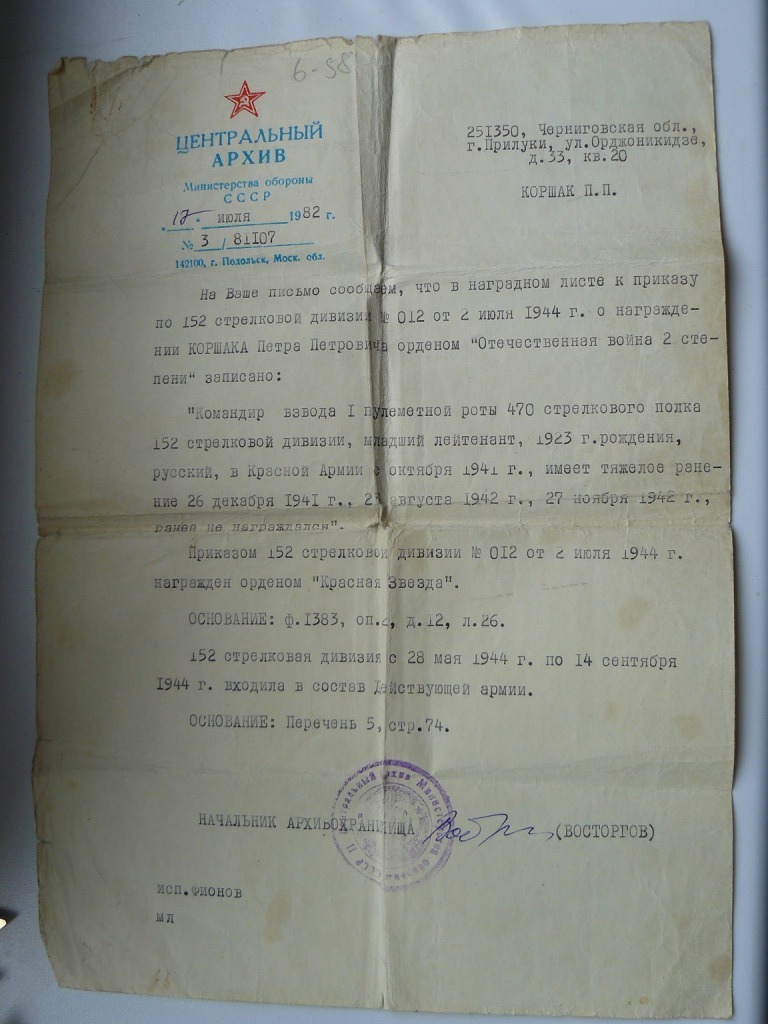 6-98
ЦЕНТРАЛЬНЫЙ
АРХИВ
Министерства обороны
СССР
"17" июля 1982 г.
№ 3/81107
142100, г. Подольск, Моск. обл.
251350, Черниговская обл.,
г.Прилуки, ул.Орджоникидзе,
д.33, кв.20
КОРШАК П.П.
На Ваше письмо сообщаем, что в наградном листе к приказу
по 152 стрелковой дивизии № 012 от 2 июля 1944 г. о награжде-
нии КОРШАКА Петра Петровича орденом "Отечественная война 2 сте-
пени" записано:
"Командир взвода I пулеметной роты 470 стрелкового полка
152 стрелковой дивизии, младший лейтенант, 1923 г.рождения,
русский, в Красной Армии с октября 1941 г., имеет тяжелое ране-
ние 26 декабря 1941 г., августа 1942 г., 27 ноября 1942 г.,
ранее не награждался".
Приказом 152 стрелковой дивизии № 012 от 2 июля 1944 г.
награжден орденом "Красная Звезда".
ОСНОВАНИЕ: ф.1383, оп.2, д.12, л.26.
152 стрелковая дивизия с 28 мая 1944 г. по 14 сентября
1944 г. входила в состав Действующей армии.
ОСНОВАНИЕ: Перечень 5, стр.74.
НАЧАЛЬНИК АРХИВОХРАНИЛИЩА (ВОСТОРГОВ)
исп.Фионов
мл